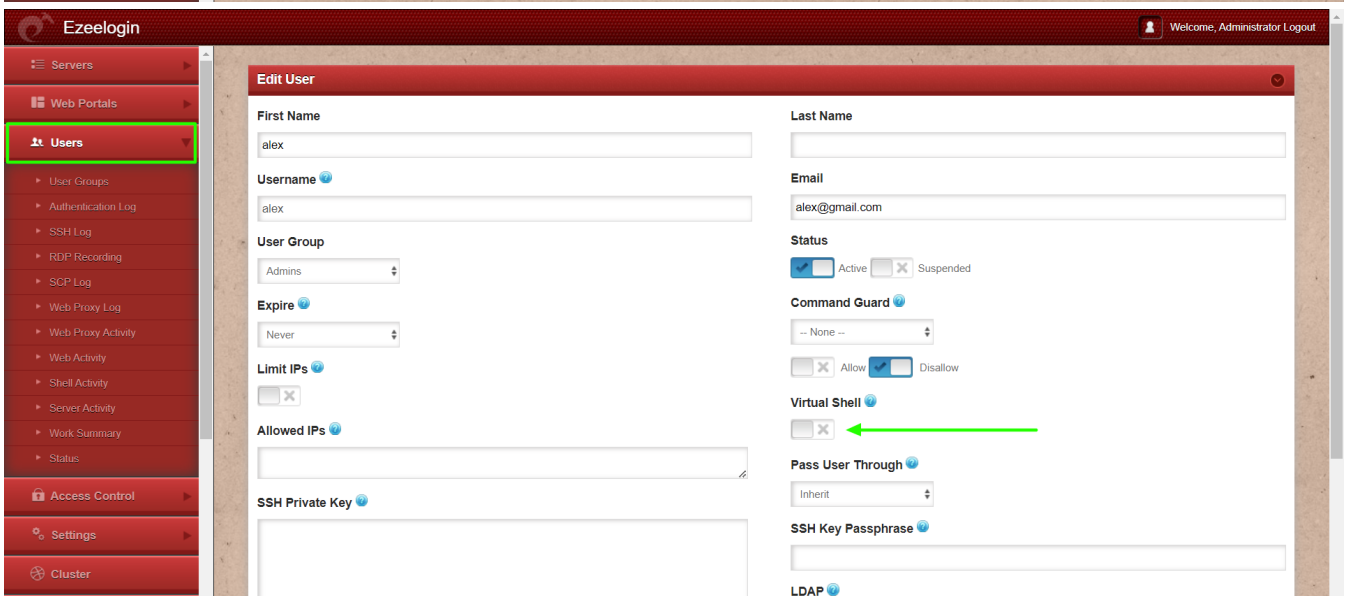 Ezeelogin
Welcome, Administrator Logout
Servers
Web Portals
Users
User Groups
Authentication Log
SSH Log
RDP Recording
SCP Log
Web Proxy Log
Web Proxy Activity
Web Activity
Shell Activity
Server Activity
Work Summary
Status
Access Control
Settings
Cluster
Edit User
First Name
alex
Last Name
Username
alex
Email
alex@gmail.com
User Group
Admins
Status
Active Suspended
Expire
Never
Command Guard
-- None --
Allow Disallow
Limit IPs
Virtual Shell
Allowed IPs
Pass User Through
Inherit
SSH Private Key
SSH Key Passphrase
LDAP